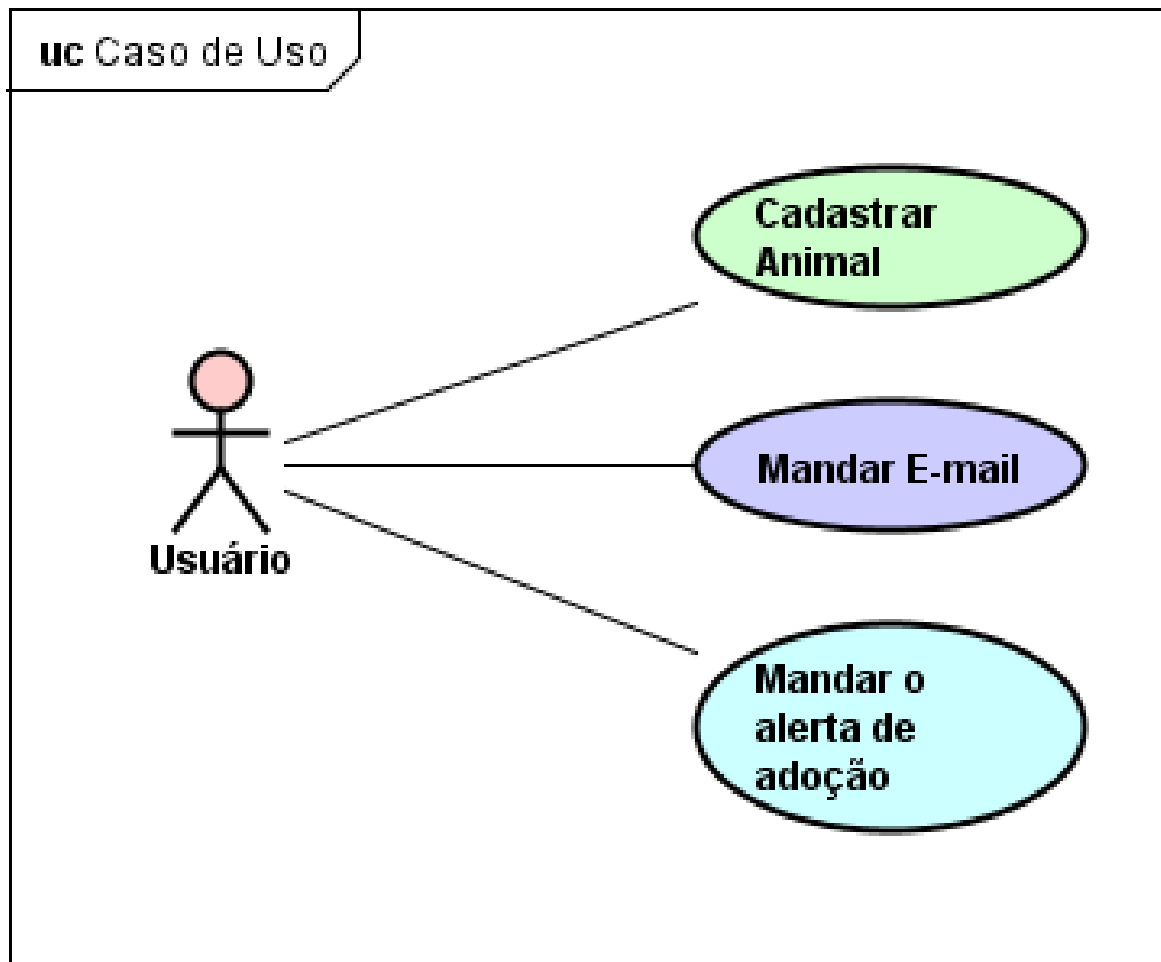 uc Caso de Uso
Cadastrar
Animal
Mandar E-mail
Usuário
Mandar o
alerta de
adoção